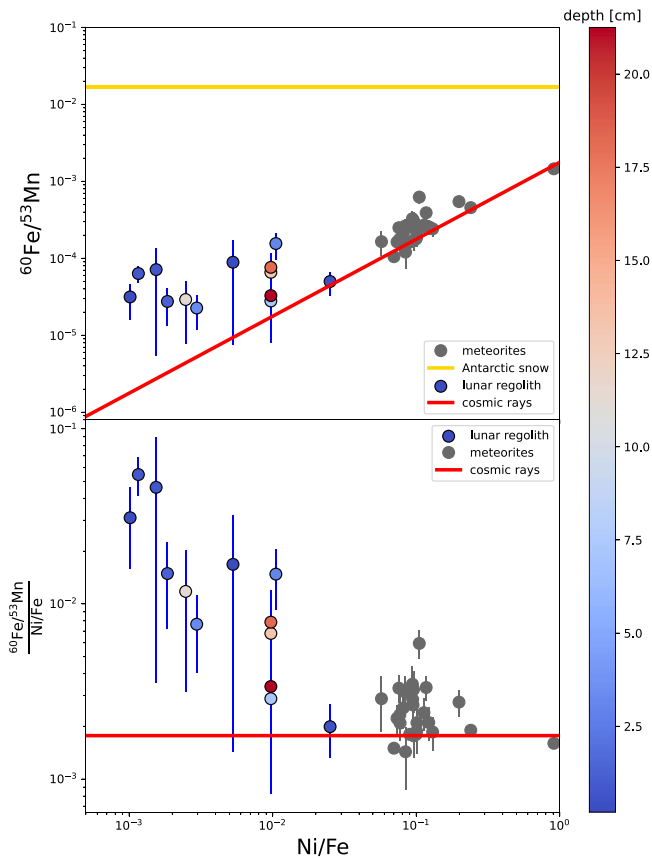 depth [cm]
10⁻¹
10⁻²
10⁻³
10⁻⁴
10⁻⁵
10⁻⁶
⁶⁰Fe/⁵³Mn
meteorites
Antarctic snow
lunar regolith
cosmic rays
10⁻¹
10⁻²
10⁻³
⁶⁰Fe/⁵³Mn
Ni/Fe
lunar regolith
meteorites
cosmic rays
10⁻³ 10⁻² 10⁻¹ 10⁰
Ni/Fe
20.0
17.5
15.0
12.5
10.0
7.5
5.0
2.5